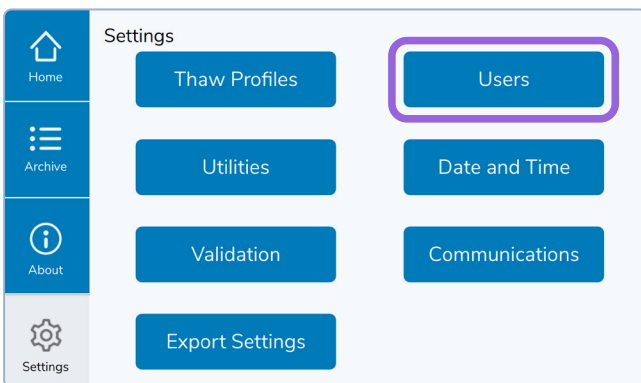 Home
Archive
About
Settings
Settings
Thaw Profiles
Users
Utilities
Date and Time
Validation
Communications
Export Settings